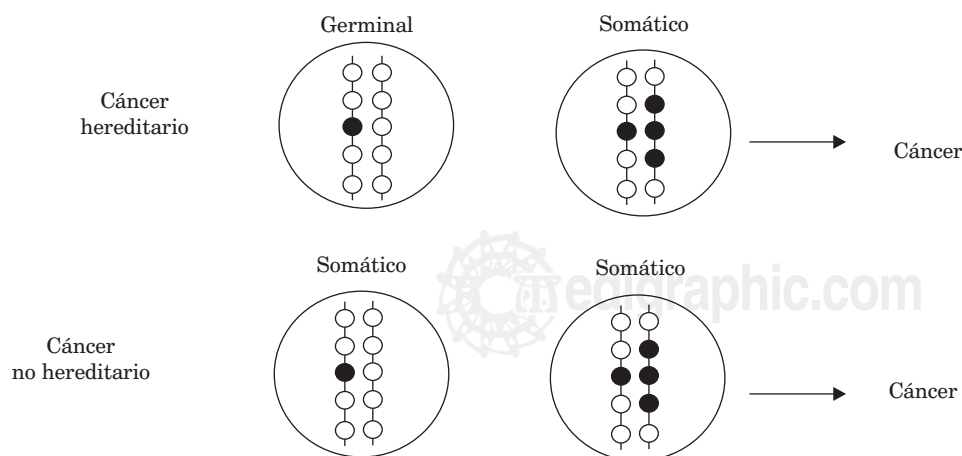 Germinal
Somático
Cáncer
hereditario
Cáncer
Somático
Somático
edigraphic.com
Cáncer
no hereditario
Cáncer